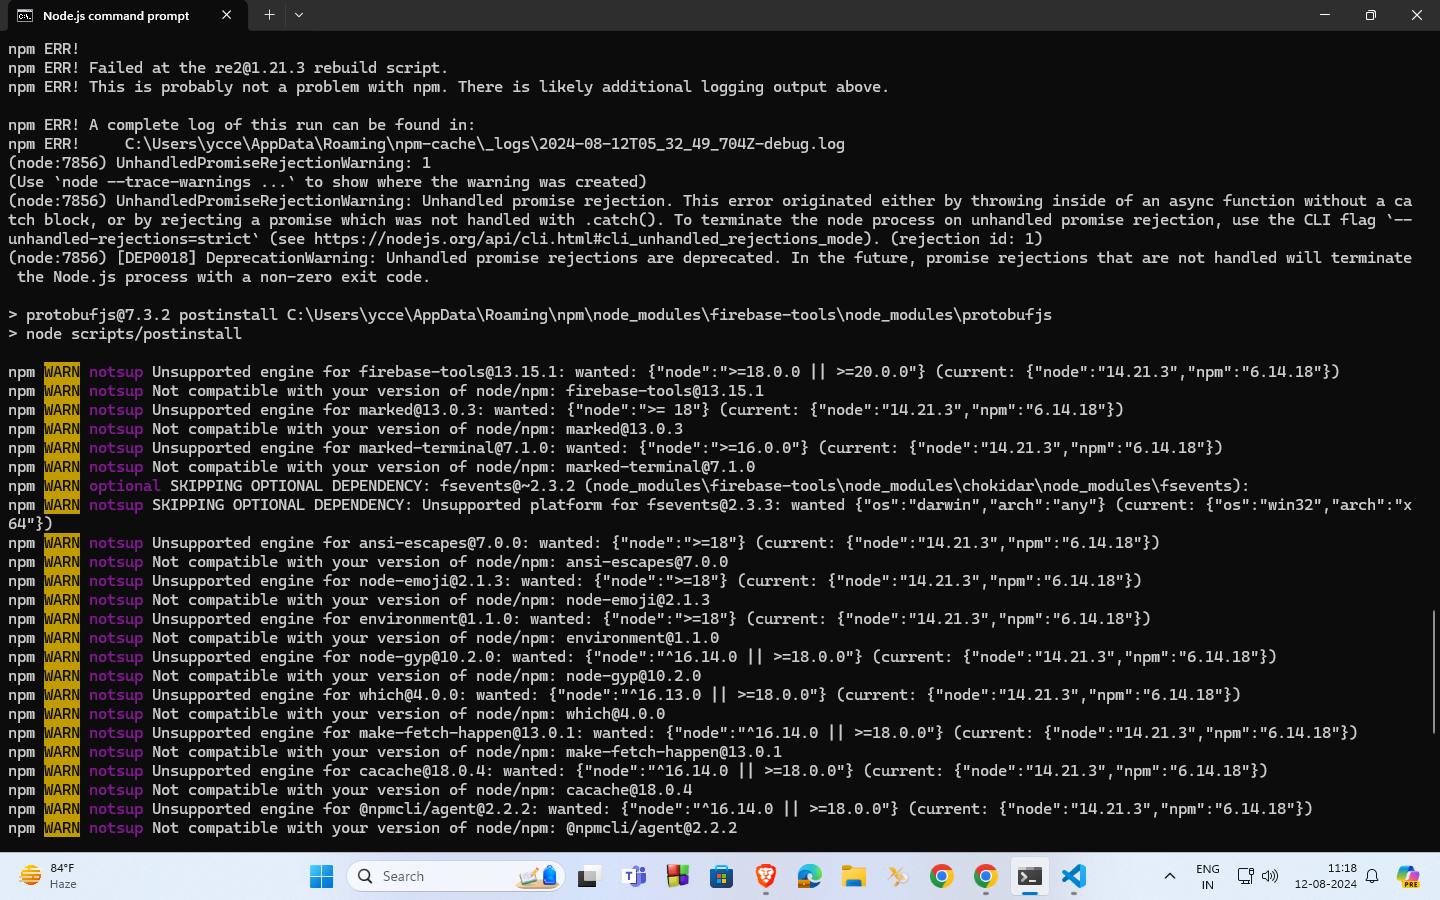 Node.js command prompt
npm ERR!
npm ERR! Failed at the re2@1.21.3 rebuild script.
npm ERR! This is probably not a problem with npm. There is likely additional logging output above.
npm ERR! A complete log of this run can be found in:
npm ERR!     C:\Users\ycce\AppData\Roaming\npm-cache\_logs\2024-08-12T05_32_49_704Z-debug.log
(node:7856) UnhandledPromiseRejectionWarning: 1
(Use `node --trace-warnings ...` to show where the warning was created)
(node:7856) UnhandledPromiseRejectionWarning: Unhandled promise rejection. This error originated either by throwing inside of an async function without a ca
tch block, or by rejecting a promise which was not handled with .catch(). To terminate the node process on unhandled promise rejection, use the CLI flag `--
unhandled-rejections=strict` (see https://nodejs.org/api/cli.html#cli_unhandled_rejections_mode). (rejection id: 1)
(node:7856) [DEP0018] DeprecationWarning: Unhandled promise rejections are deprecated. In the future, promise rejections that are not handled will terminate
 the Node.js process with a non-zero exit code.
> protobufjs@7.3.2 postinstall C:\Users\ycce\AppData\Roaming\npm\node_modules\firebase-tools\node_modules\protobufjs
> node scripts/postinstall
npm WARN notsup Unsupported engine for firebase-tools@13.15.1: wanted: {"node":">=18.0.0 || >=20.0.0"} (current: {"node":"14.21.3","npm":"6.14.18"})
npm WARN notsup Not compatible with your version of node/npm: firebase-tools@13.15.1
npm WARN notsup Unsupported engine for marked@13.0.3: wanted: {"node":">= 18"} (current: {"node":"14.21.3","npm":"6.14.18"})
npm WARN notsup Not compatible with your version of node/npm: marked@13.0.3
npm WARN notsup Unsupported engine for marked-terminal@7.1.0: wanted: {"node":">=16.0.0"} (current: {"node":"14.21.3","npm":"6.14.18"})
npm WARN notsup Not compatible with your version of node/npm: marked-terminal@7.1.0
npm WARN optional SKIPPING OPTIONAL DEPENDENCY: fsevents@~2.3.2 (node_modules\firebase-tools\node_modules\chokidar\node_modules\fsevents):
npm WARN notsup SKIPPING OPTIONAL DEPENDENCY: Unsupported platform for fsevents@2.3.3: wanted {"os":"darwin","arch":"any"} (current: {"os":"win32","arch":"x
64"})
npm WARN notsup Unsupported engine for ansi-escapes@7.0.0: wanted: {"node":">=18"} (current: {"node":"14.21.3","npm":"6.14.18"})
npm WARN notsup Not compatible with your version of node/npm: ansi-escapes@7.0.0
npm WARN notsup Unsupported engine for node-emoji@2.1.3: wanted: {"node":">=18"} (current: {"node":"14.21.3","npm":"6.14.18"})
npm WARN notsup Not compatible with your version of node/npm: node-emoji@2.1.3
npm WARN notsup Unsupported engine for environment@1.1.0: wanted: {"node":">=18"} (current: {"node":"14.21.3","npm":"6.14.18"})
npm WARN notsup Not compatible with your version of node/npm: environment@1.1.0
npm WARN notsup Unsupported engine for node-gyp@10.2.0: wanted: {"node":"^16.14.0 || >=18.0.0"} (current: {"node":"14.21.3","npm":"6.14.18"})
npm WARN notsup Not compatible with your version of node/npm: node-gyp@10.2.0
npm WARN notsup Unsupported engine for which@4.0.0: wanted: {"node":"^16.13.0 || >=18.0.0"} (current: {"node":"14.21.3","npm":"6.14.18"})
npm WARN notsup Not compatible with your version of node/npm: which@4.0.0
npm WARN notsup Unsupported engine for make-fetch-happen@13.0.1: wanted: {"node":"^16.14.0 || >=18.0.0"} (current: {"node":"14.21.3","npm":"6.14.18"})
npm WARN notsup Not compatible with your version of node/npm: make-fetch-happen@13.0.1
npm WARN notsup Unsupported engine for cacache@18.0.4: wanted: {"node":"^16.14.0 || >=18.0.0"} (current: {"node":"14.21.3","npm":"6.14.18"})
npm WARN notsup Not compatible with your version of node/npm: cacache@18.0.4
npm WARN notsup Unsupported engine for @npmcli/agent@2.2.2: wanted: {"node":"^16.14.0 || >=18.0.0"} (current: {"node":"14.21.3","npm":"6.14.18"})
npm WARN notsup Not compatible with your version of node/npm: @npmcli/agent@2.2.2
84°F
Haze
Search
ENG
IN
11:18
12-08-2024
PRE